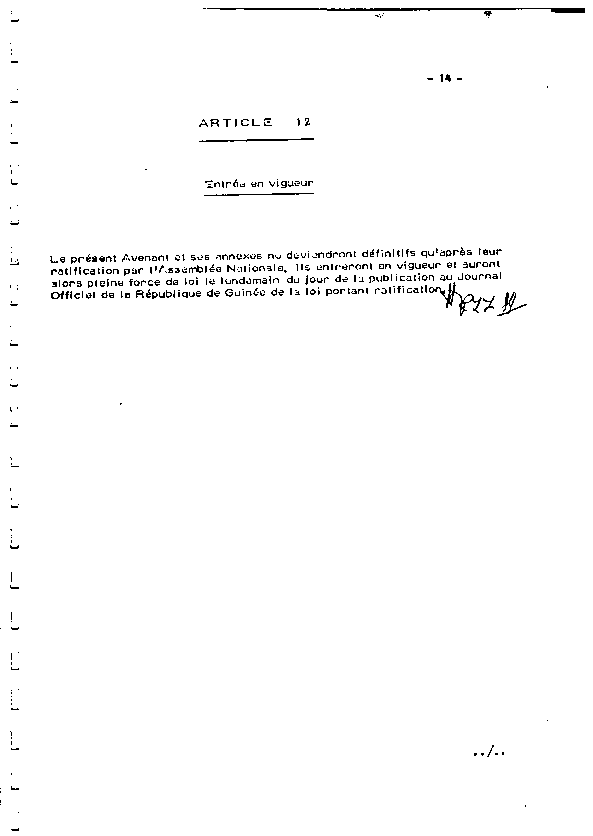 - 14 -
ARTICLE 12
Entrée en vigueur
Le présent Avenant et ses annexes ne deviendront définitifs qu'après leur
ratification par l'Assemblée Nationale. Ils entreront en vigueur et auront
alors pleine force de loi le lendemain du jour de la publication au Journal
Officiel de la République de Guinée de la loi portant ratification.
../..